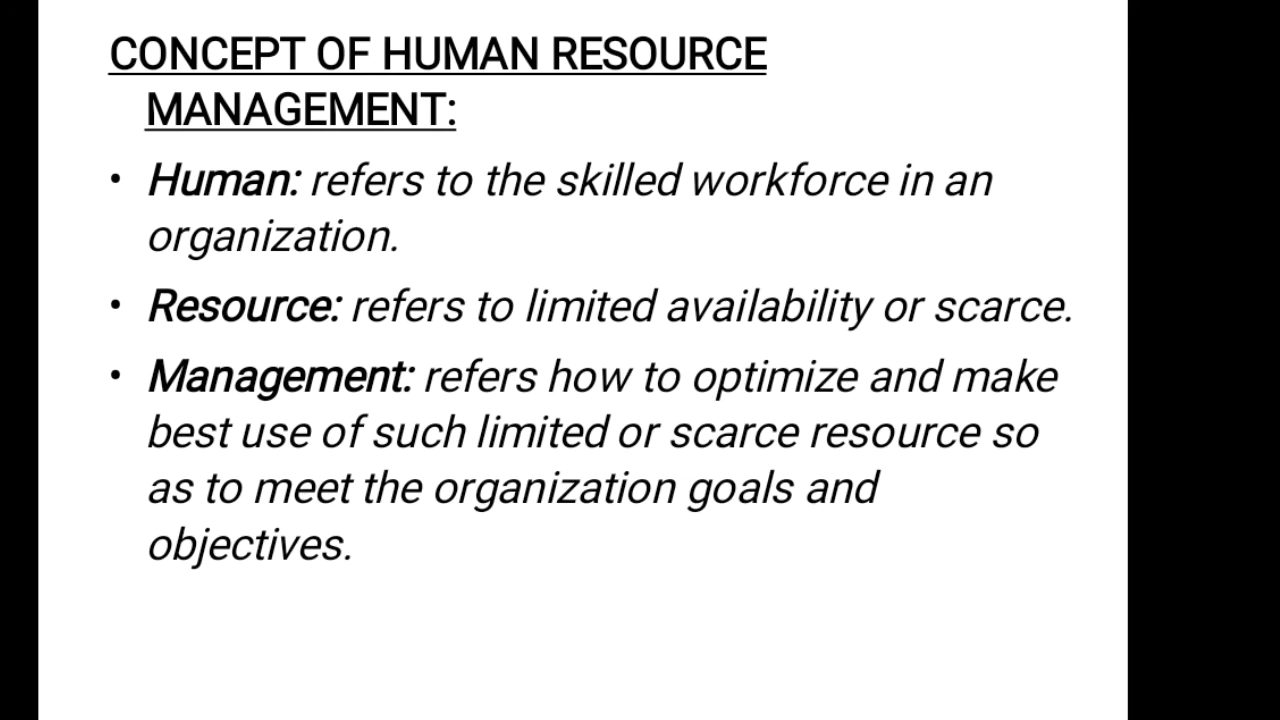 CONCEPT OF HUMAN RESOURCE
MANAGEMENT:
• Human: refers to the skilled workforce in an
organization.
• Resource: refers to limited availability or scarce.
• Management: refers how to optimize and make
best use of such limited or scarce resource so
as to meet the organization goals and
objectives.